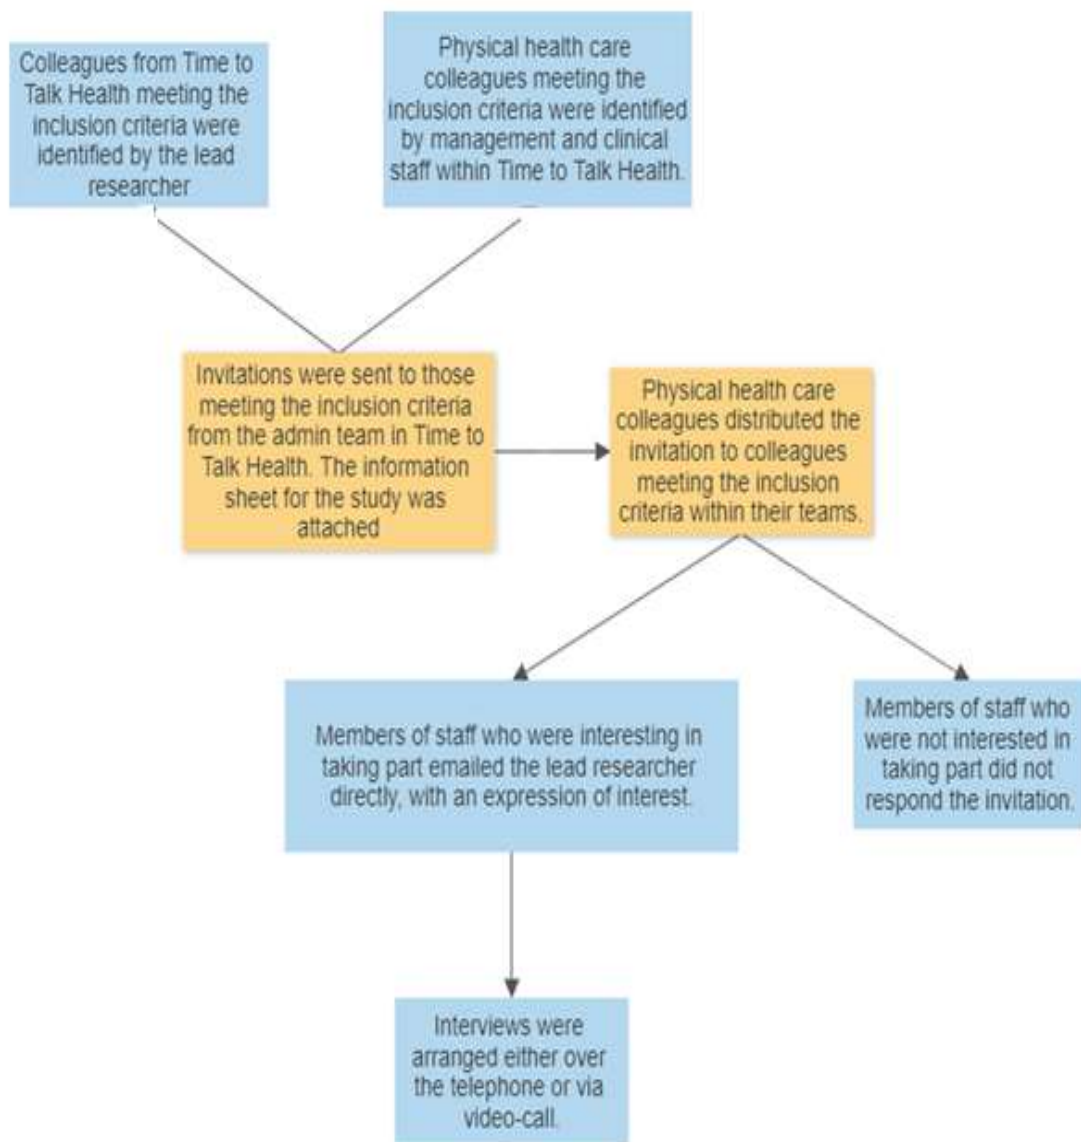 Colleagues from Time to
Talk Health meeting the
inclusion criteria were
identified by the lead
researcher
Physical health care
colleagues meeting the
inclusion criteria were identified
by management and clinical
staff within Time to Talk Health.
Invitations were sent to those
meeting the inclusion criteria
from the admin team in Time to
Talk Health. The information
sheet for the study was
attached
Physical health care
colleagues distributed the
invitation to colleagues
meeting the inclusion
criteria within their teams.
Members of staff who were interesting in
taking part emailed the lead researcher
directly, with an expression of interest.
Members of staff who
were not interested in
taking part did not
respond the invitation.
Interviews were
arranged either over
the telephone or via
video-call.